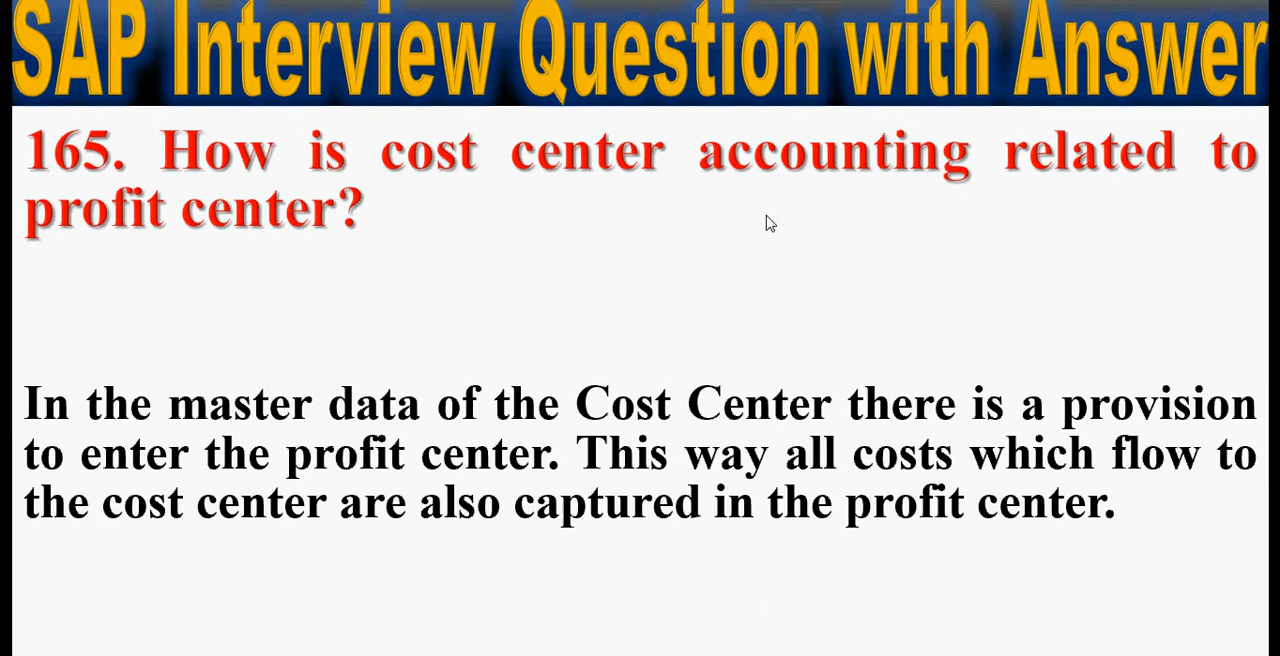 SAP Interview Question with Answer
165. How is cost center accounting related to
profit center?
In the master data of the Cost Center there is a provision
to enter the profit center. This way all costs which flow to
the cost center are also captured in the profit center.